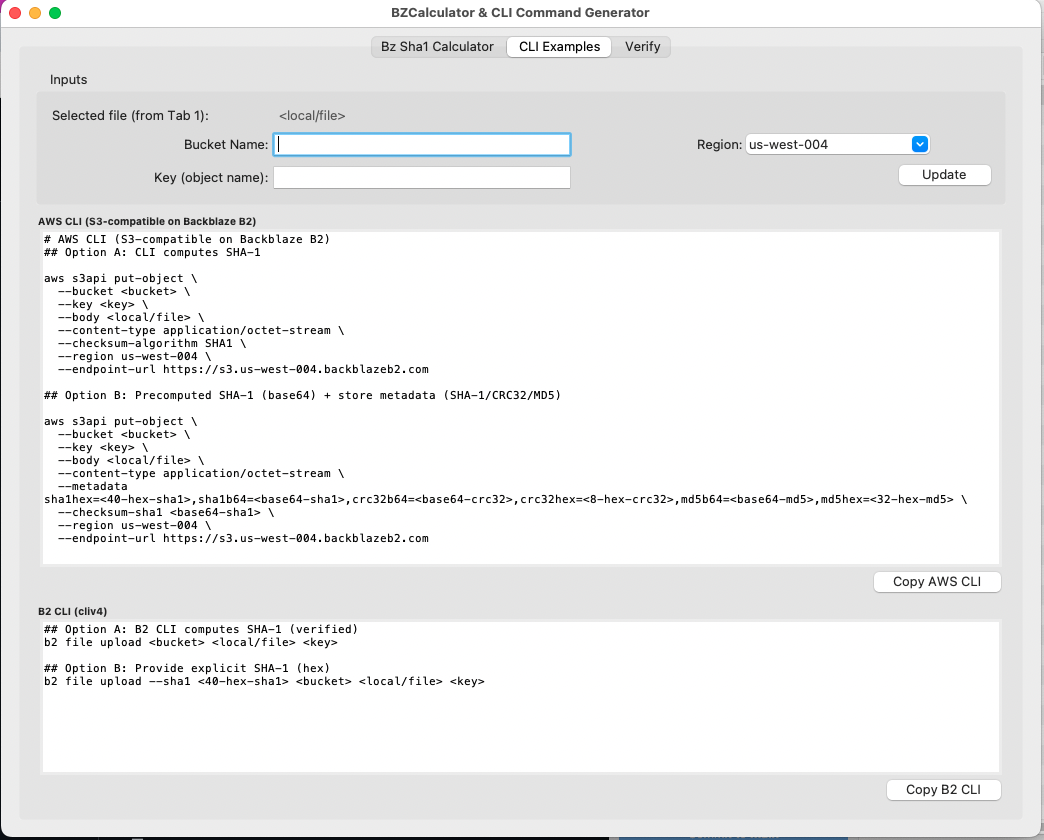 BZCalculator & CLI Command Generator
Bz Sha1 Calculator CLI Examples Verify
Inputs
Selected file (from Tab 1): <local/file>
Bucket Name: Region: us-west-004
Key (object name): Update
AWS CLI (S3-compatible on Backblaze B2)
# AWS CLI (S3-compatible on Backblaze B2)
## Option A: CLI computes SHA-1
aws s3api put-object \
--bucket <bucket> \
--key <key> \
--body <local/file> \
--content-type application/octet-stream \
--checksum-algorithm SHA1 \
--region us-west-004 \
--endpoint-url https://s3.us-west-004.backblazeb2.com
## Option B: Precomputed SHA-1 (base64) + store metadata (SHA-1/CRC32/MD5)
aws s3api put-object \
--bucket <bucket> \
--key <key> \
--body <local/file> \
--content-type application/octet-stream \
--metadata
sha1hex=<40-hex-sha1>,sha1b64=<base64-sha1>,crc32b64=<base64-crc32>,crc32hex=<8-hex-crc32>,md5b64=<base64-md5>,md5hex=<32-hex-md5> \
--checksum-sha1 <base64-sha1> \
--region us-west-004 \
--endpoint-url https://s3.us-west-004.backblazeb2.com
Copy AWS CLI
B2 CLI (cliv4)
## Option A: B2 CLI computes SHA-1 (verified)
b2 file upload <bucket> <local/file> <key>
## Option B: Provide explicit SHA-1 (hex)
b2 file upload --sha1 <40-hex-sha1> <bucket> <local/file> <key>
Copy B2 CLI